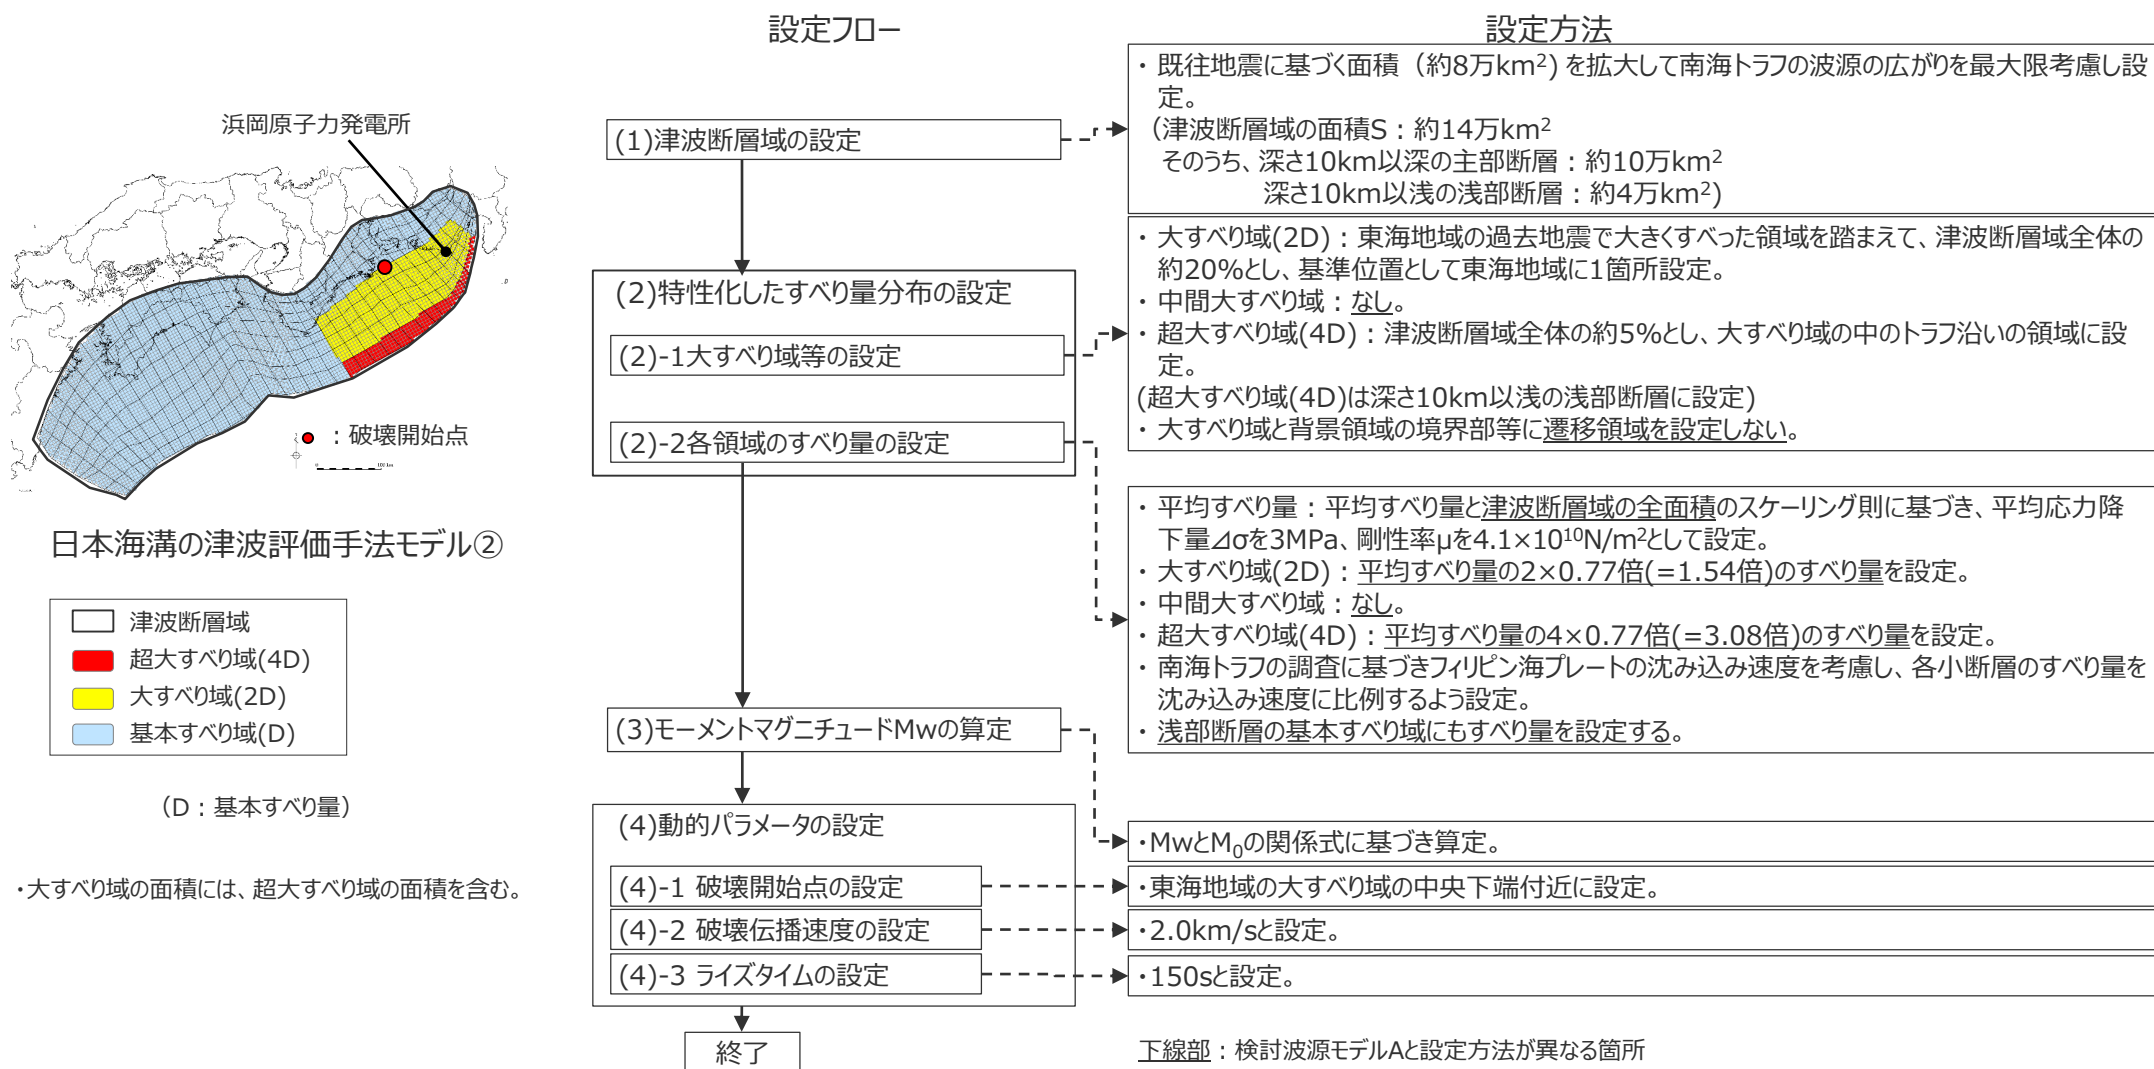 設定フロー
設定方法
浜岡原子力発電所
：破壊開始点
0 100 km
日本海溝の津波評価手法モデル②
津波断層域
超大すべり域(4D)
大すべり域(2D)
基本すべり域(D)
（D：基本すべり量）
・大すべり域の面積には、超大すべり域の面積を含む。
(1)津波断層域の設定
(2)特性化したすべり量分布の設定
(2)-1大すべり域等の設定
(2)-2各領域のすべり量の設定
(3)モーメントマグニチュードMwの算定
(4)動的パラメータの設定
(4)-1 破壊開始点の設定
(4)-2 破壊伝播速度の設定
(4)-3 ライズタイムの設定
終了
・既往地震に基づく面積（約8万km²) を拡大して南海トラフの波源の広がりを最大限考慮し設
定。
（津波断層域の面積S：約14万km²
そのうち、深さ10km以深の主部断層：約10万km²
深さ10km以浅の浅部断層：約4万km²)
・大すべり域(2D)：東海地域の過去地震で大きくすべった領域を踏まえて、津波断層域全体の
約20%とし、基準位置として東海地域に1箇所設定。
・中間大すべり域：なし。
・超大すべり域(4D)：津波断層域全体の約5%とし、大すべり域の中のトラフ沿いの領域に設
定。
(超大すべり域(4D)は深さ10km以浅の浅部断層に設定)
・大すべり域と背景領域の境界部等に遷移領域を設定しない。
・平均すべり量：平均すべり量と津波断層域の全面積のスケーリング則に基づき、平均応力降
下量⊿σを3MPa、剛性率μを4.1×10¹⁰N/m²として設定。
・大すべり域(2D)：平均すべり量の2×0.77倍(=1.54倍)のすべり量を設定。
・中間大すべり域：なし。
・超大すべり域(4D)：平均すべり量の4×0.77倍(=3.08倍)のすべり量を設定。
・南海トラフの調査に基づきフィリピン海プレートの沈み込み速度を考慮し、各小断層のすべり量を
沈み込み速度に比例するよう設定。
・浅部断層の基本すべり域にもすべり量を設定する。
・MwとM₀の関係式に基づき算定。
・東海地域の大すべり域の中央下端付近に設定。
・2.0km/sと設定。
・150sと設定。
下線部：検討波源モデルAと設定方法が異なる箇所